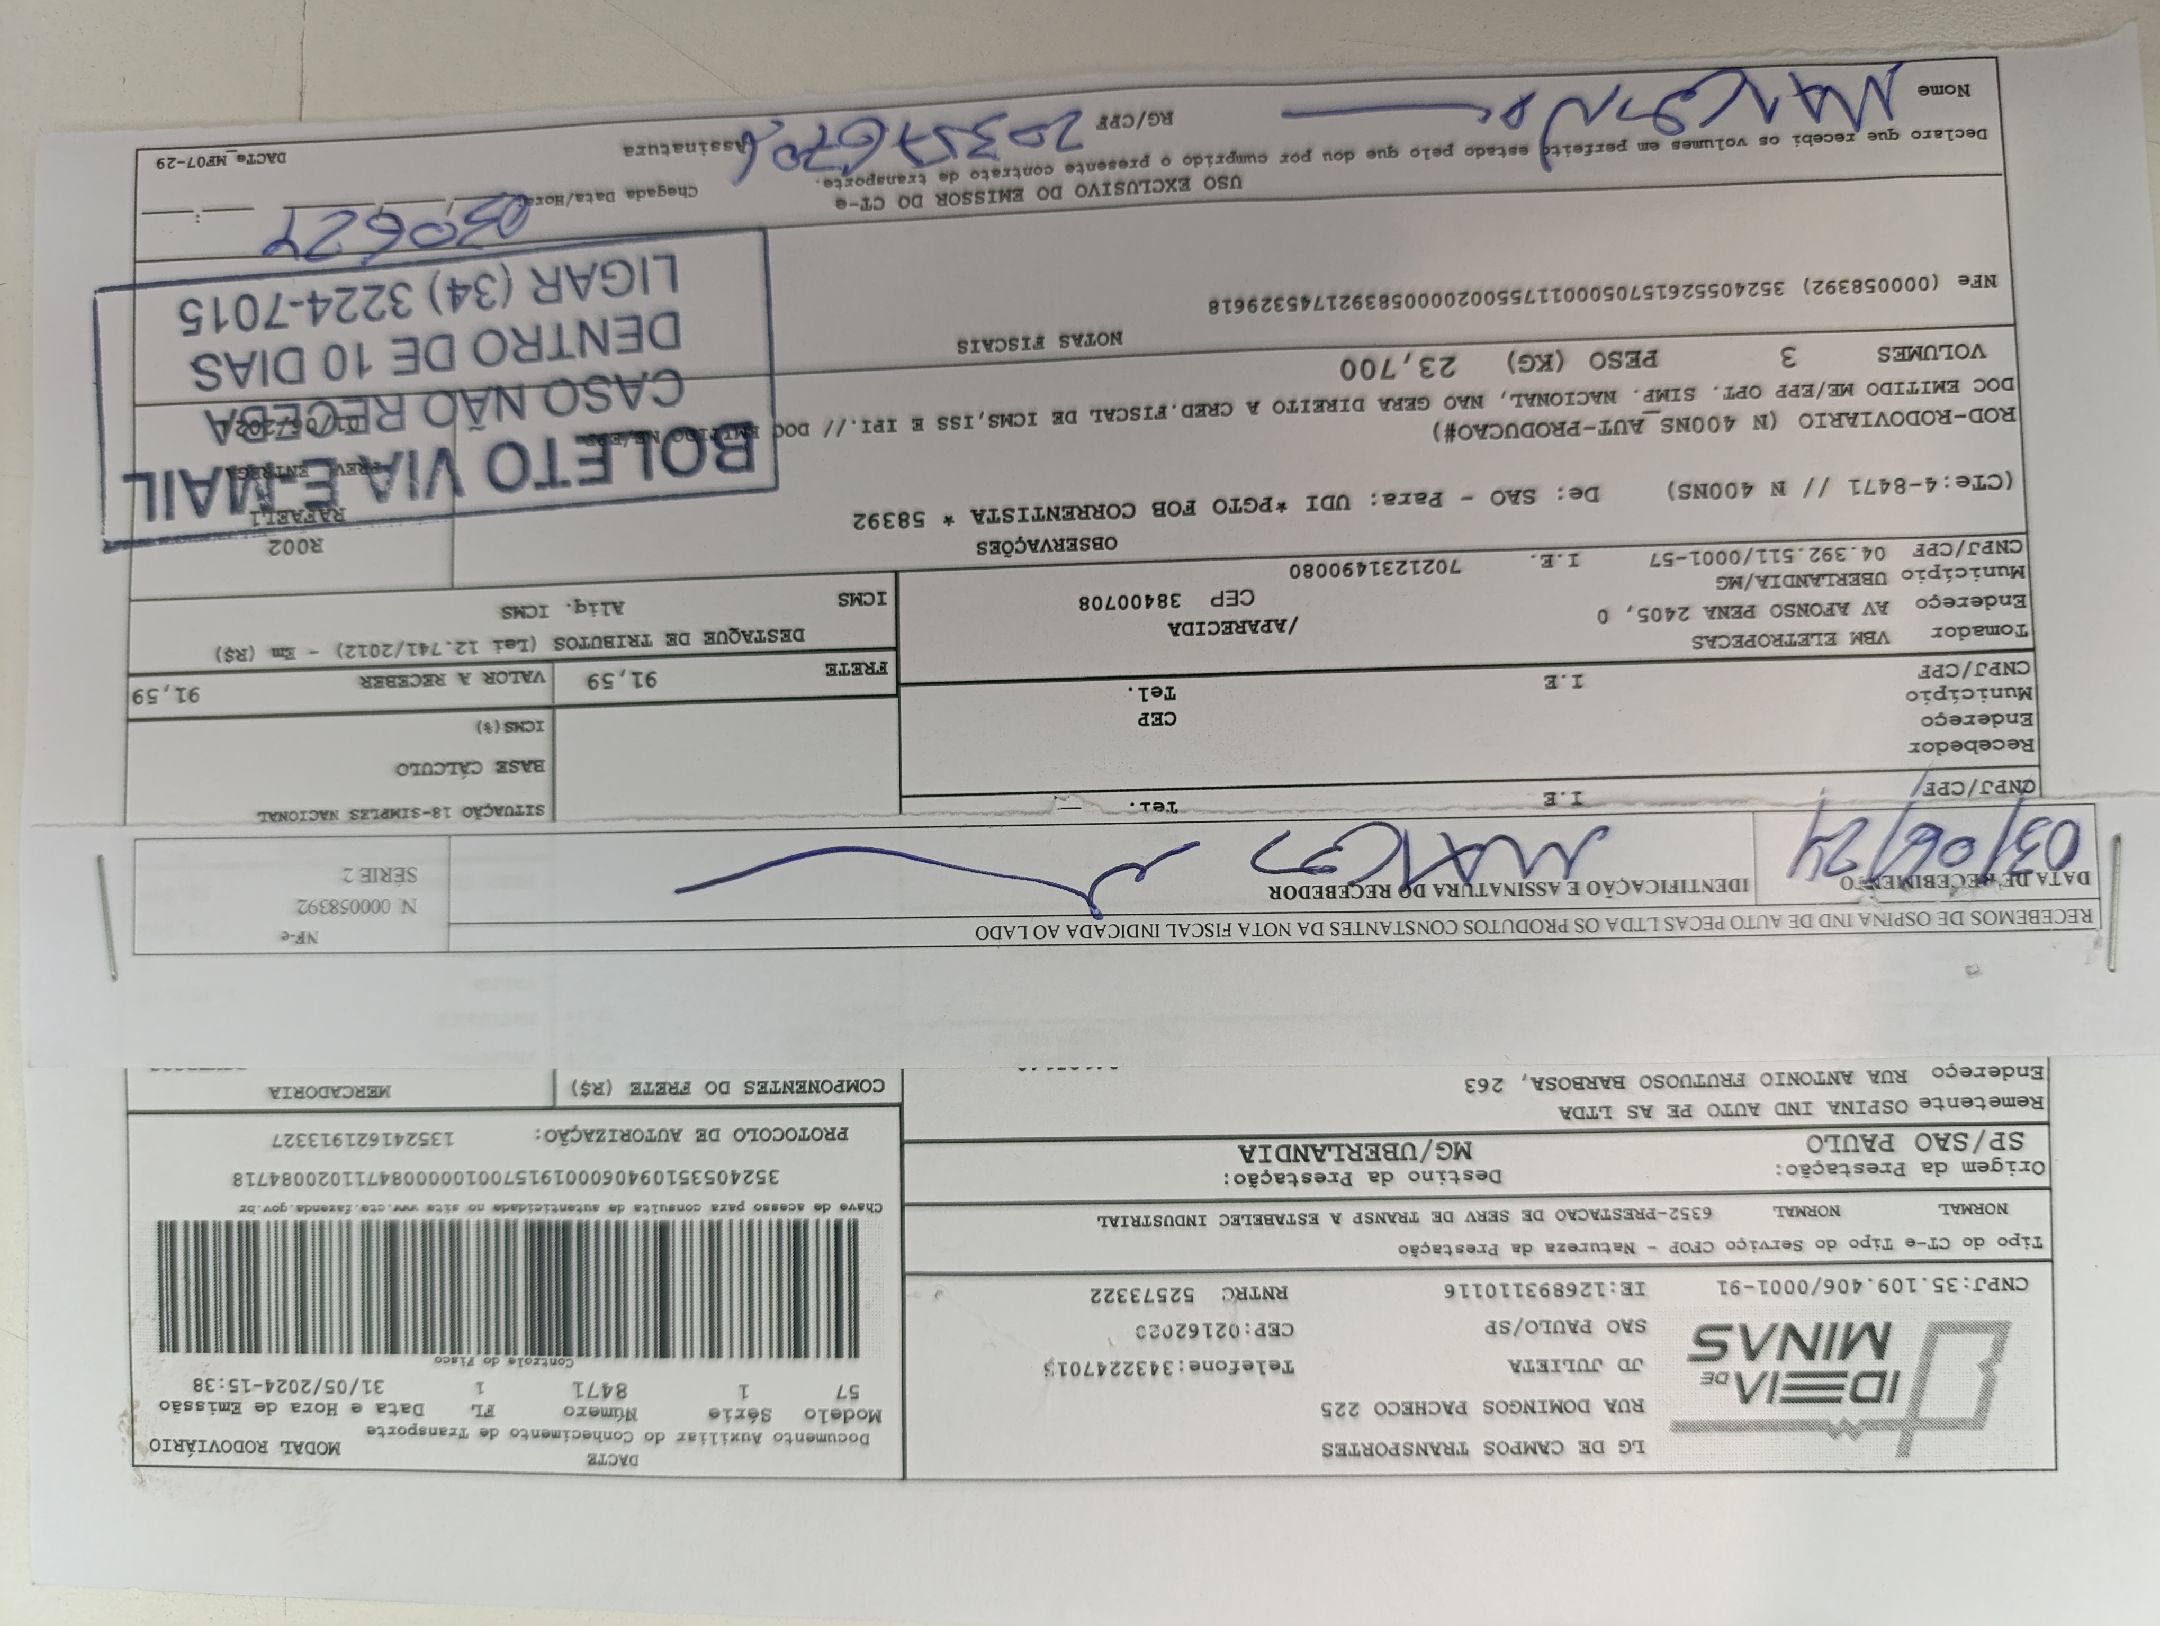 LG DE CAMPOS TRANSPORTES
RUA DOMINGOS PACHECO 225
JD JULIETA Telefone:3432247015
SAO PAULO/SP CEP:02162020
IDEIA DE MINAS
CNPJ:35.109.406/0001-91 IE:126893110116 RNTRC 52573322
DACTE
Documento Auxiliar do Conhecimento de Transporte
MODAL RODOVIÁRIO
Modelo Série Número FL Data e Hora de Emissão
57 1 8471 1 31/05/2024-15:38
Controle do Fisco
Chave de acesso para consulta de autenticidade no site www.cte.fazenda.gov.br
35240535109406000191570010000084711020084718
PROTOCOLO DE AUTORIZAÇÃO: 135241621913327
Tipo do CT-e Tipo do Serviço CFOP - Natureza da Prestação
NORMAL NORMAL 6352-PRESTACAO DE SERV DE TRANSP A ESTABELEC INDUSTRIAL
Origem da Prestação: Destino da Prestação:
SP/SAO PAULO MG/UBERLANDIA
Remetente OSPINA IND AUTO PE AS LTDA
Endereço RUA ANTONIO FRUTUOSO BARBOSA, 263
COMPONENTES DO FRETE (R$) MERCADORIA
RECEBEMOS DE OSPINA IND DE AUTO PECAS LTDA OS PRODUTOS CONSTANTES DA NOTA FISCAL INDICADA AO LADO
DATA DE RECEBIMENTO IDENTIFICAÇÃO E ASSINATURA DO RECEBEDOR
03/06/24
NF-e
N. 000058392
SÉRIE 2
CNPJ/CPF I.E Tel.
Recebedor
Endereço CEP
Município Tel.
CNPJ/CPF I.E
SITUAÇÃO 18-SIMPLES NACIONAL
BASE CÁLCULO
ICMS(%)
FRETE 91,59 VALOR A RECEBER 91,59
Tomador VBM ELETROPECAS
Endereço AV AFONSO PENA 2405, 0 /APARECIDA
Município UBERLANDIA/MG CEP 38400708
CNPJ/CPF 04.392.511/0001-57 I.E. 7021231490080
DESTAQUE DE TRIBUTOS (Lei 12.741/2012) - Em (R$)
ICMS Aliq. ICMS
OBSERVAÇÕES
(CTe:4-8471 // N 400NS) De: SAO - Para: UDI *PGTO FOB CORRENTISTA * 58392
ROD-RODOVIARIO (N 400NS_AUT-PRODUCAO#)
DOC EMITIDO ME/EPP OPT. SIMP. NACIONAL, NAO GERA DIREITO A CRED.FISCAL DE ICMS,ISS E IPI.// DOC EMITIDO ME/EPP
R002
RAFAEL1
PREV ENTREGA
VOLUMES 3 PESO (KG) 23,700
BOLETO VIA E-MAIL
CASO NÃO RECEBA
DENTRO DE 10 DIAS
LIGAR (34) 3224-7015
NOTAS FISCAIS
NFe (000058392) 35240552615705000117550020000583921745329618
USO EXCLUSIVO DO EMISSOR DO CT-e
Chegada Data/Hora:
030624
Declaro que recebi os volumes em perfeito estado pelo que dou por cumprido o presente contrato de transporte.
Nome RG/CPF Assinatura
DACTe_MF07-29